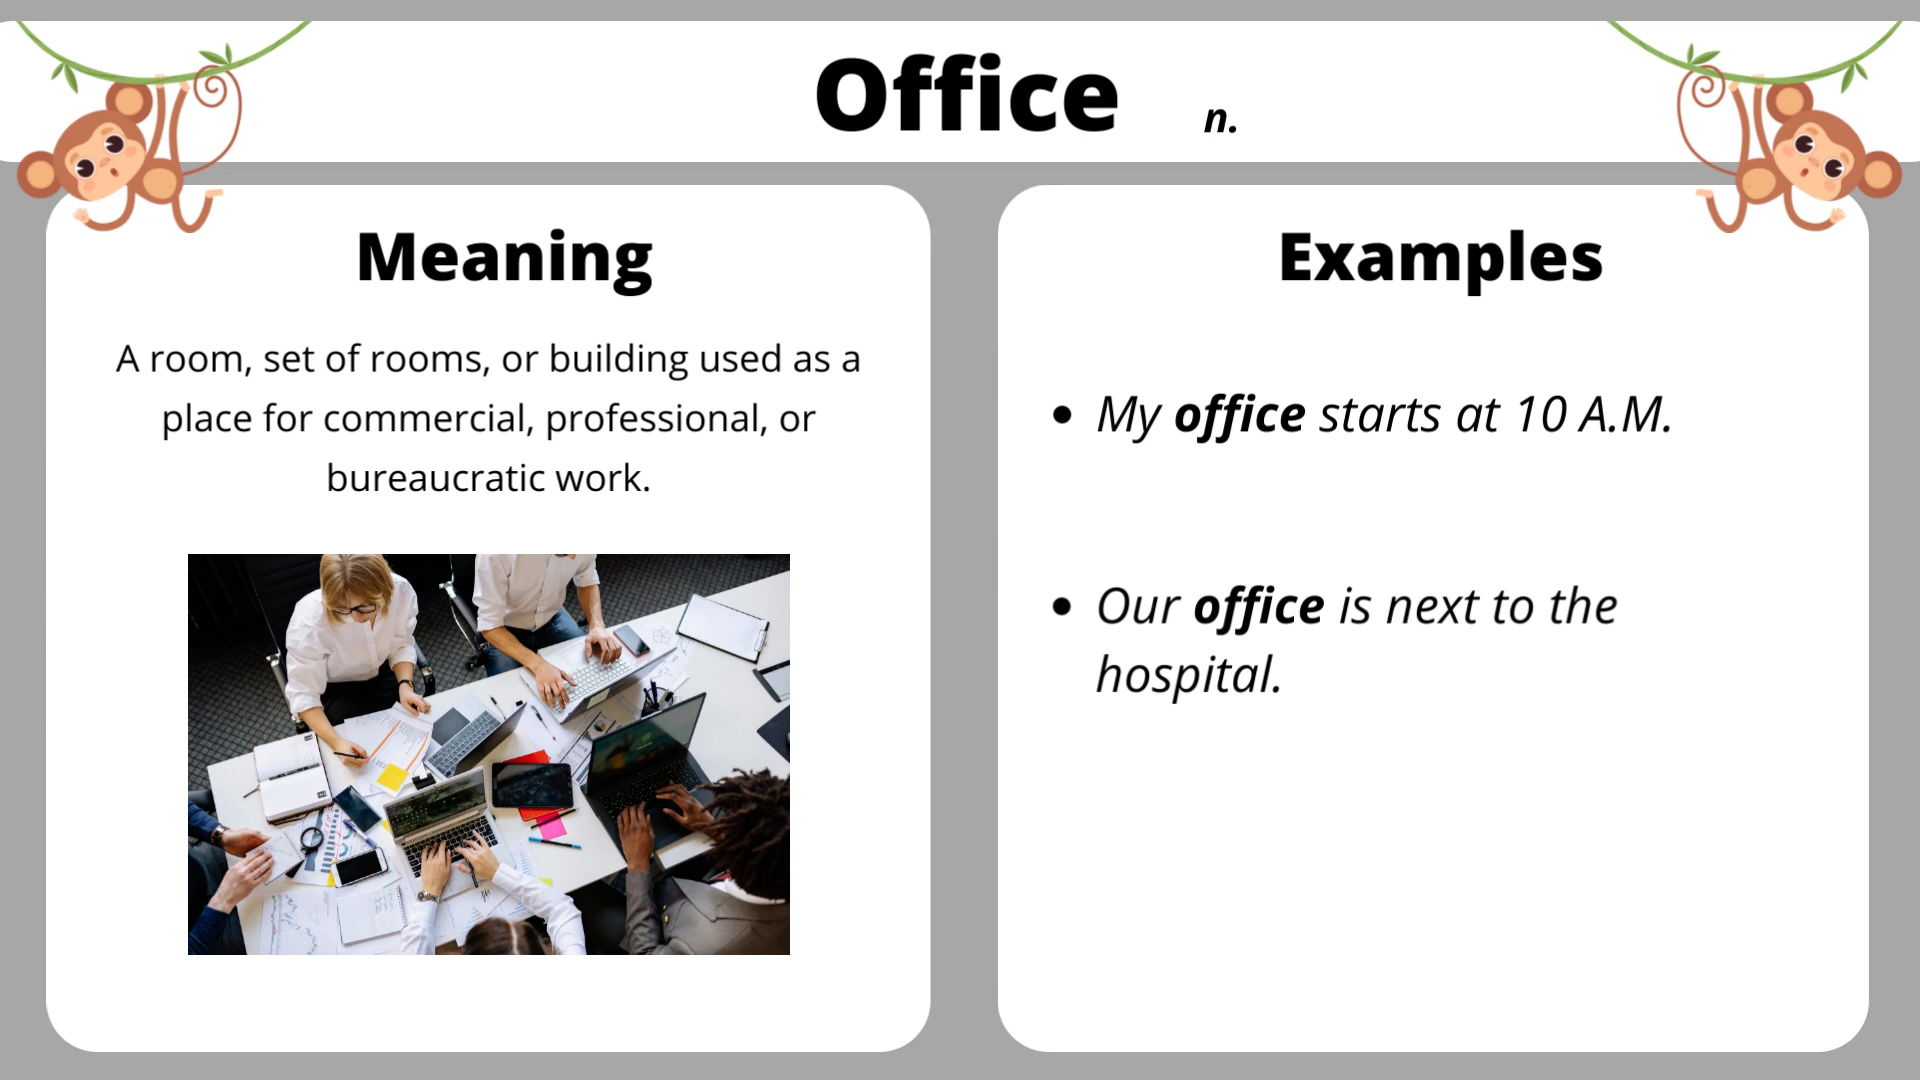 Office n.
Meaning
A room, set of rooms, or building used as a
place for commercial, professional, or
bureaucratic work.
Examples
• My office starts at 10 A.M.
• Our office is next to the
hospital.